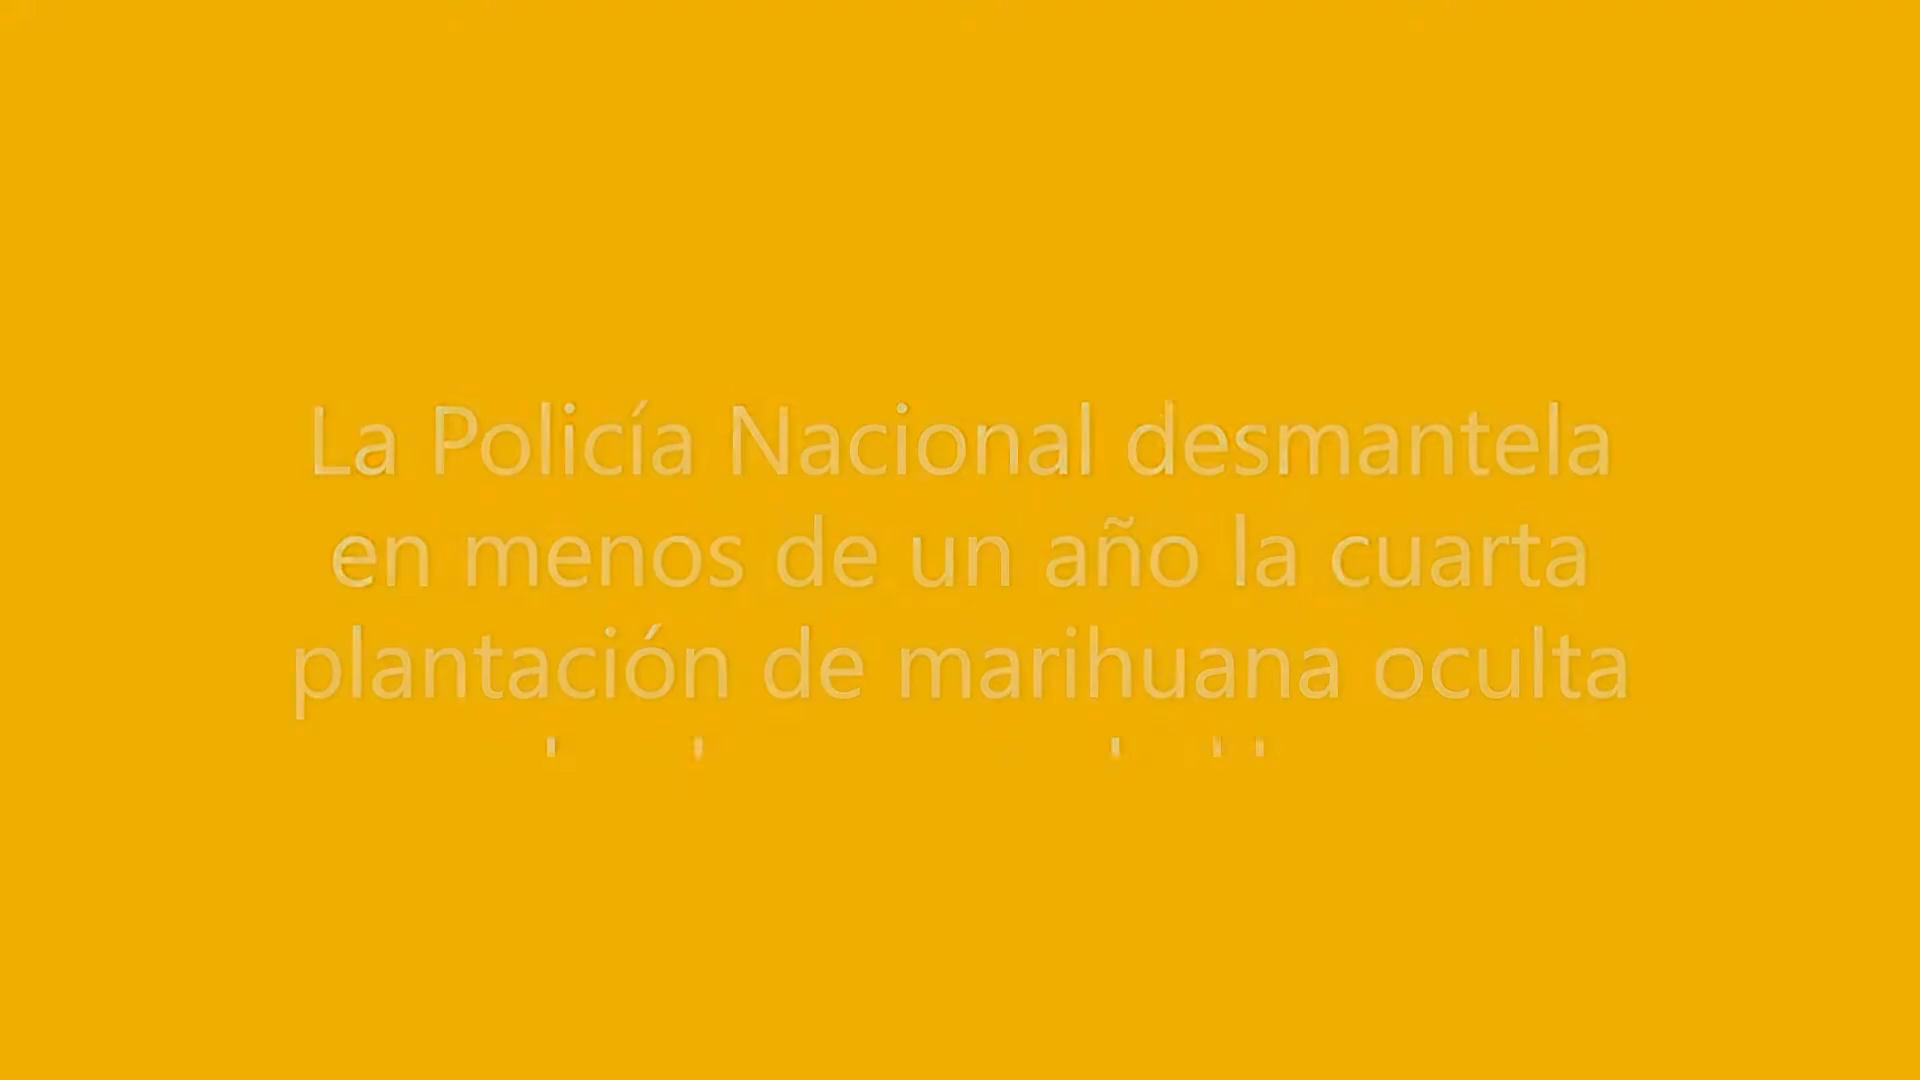 La Policía Nacional desmantela
en menos de un año la cuarta
plantación de marihuana oculta